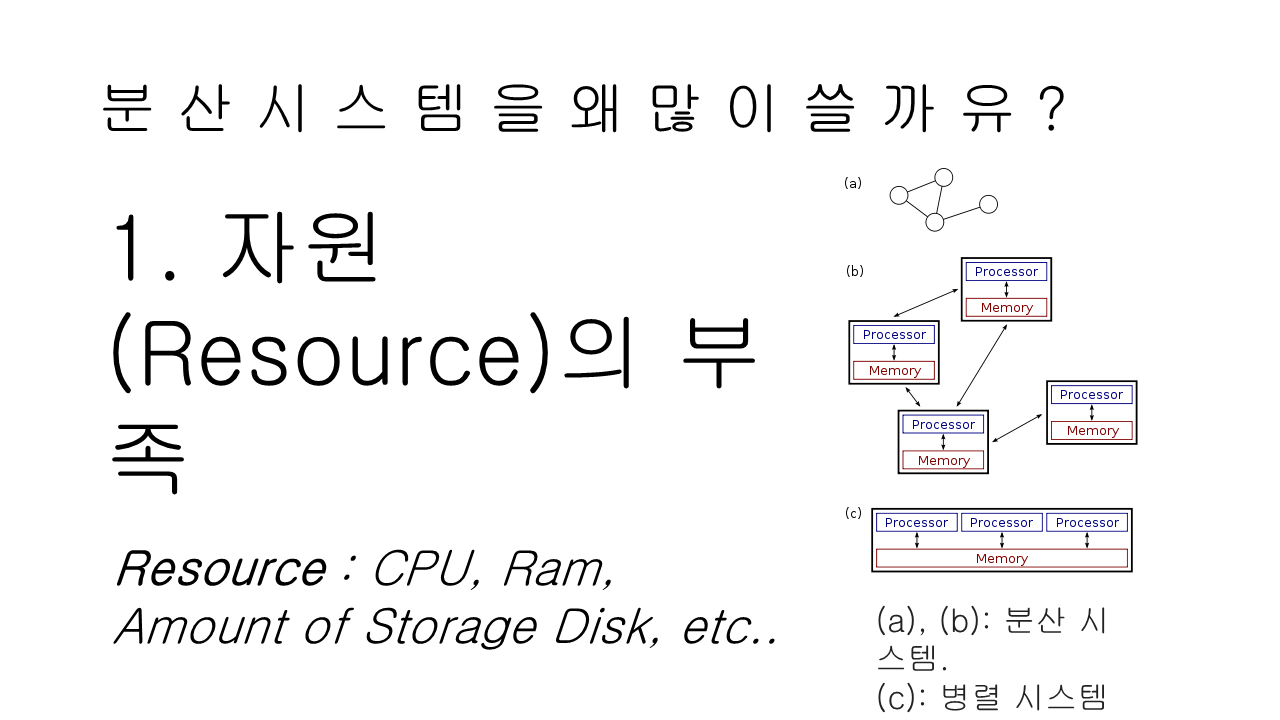 분산시스템을왜많이쓸까유?
1. 자원
(Resource)의 부
족
Resource : CPU, Ram,
Amount of Storage Disk, etc..
(a)
(b)
Processor
Memory
Processor
Memory
Processor
Memory
Processor
Memory
(c)
Processor Processor Processor
Memory
(a), (b): 분산 시
스템.
(c): 병렬 시스템